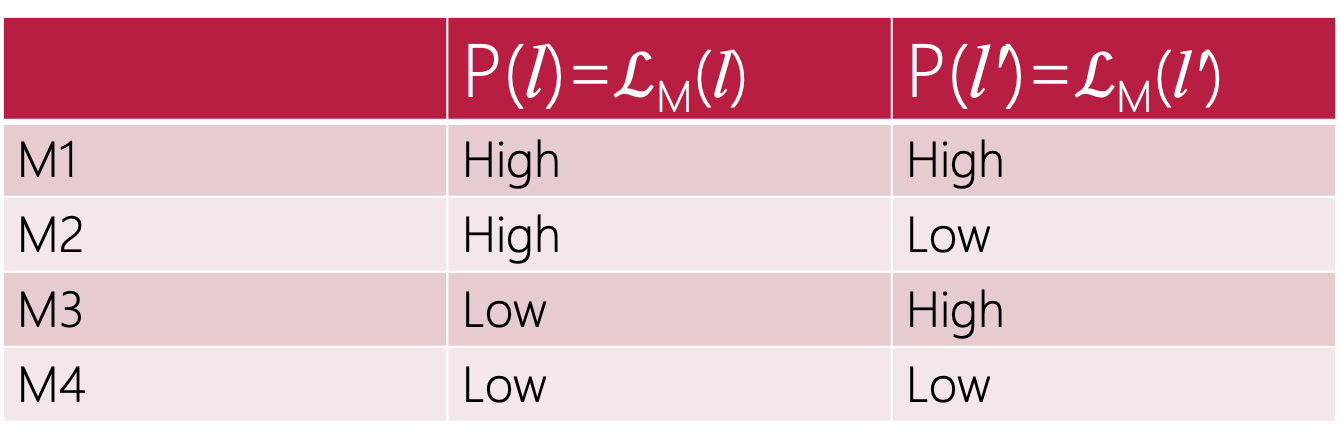 P(l)=ℒM(l) P(l')=ℒM(l')
M1 High High
M2 High Low
M3 Low High
M4 Low Low